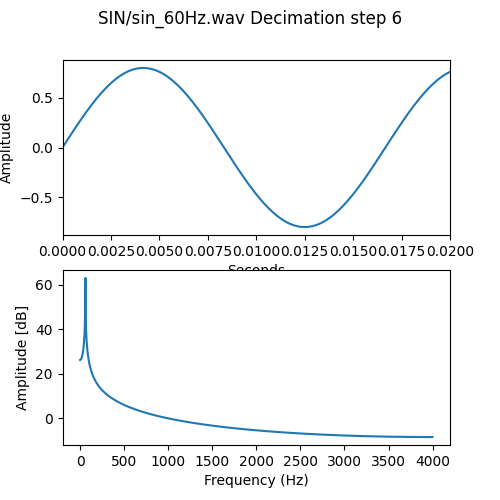 SIN/sin_60Hz.wav Decimation step 6
Amplitude
0.5
0.0
−0.5
0.0000 0.0025 0.0050 0.0075 0.0100 0.0125 0.0150 0.0175 0.0200
Seconds
Amplitude [dB]
60
40
20
0
0 500 1000 1500 2000 2500 3000 3500 4000
Frequency (Hz)